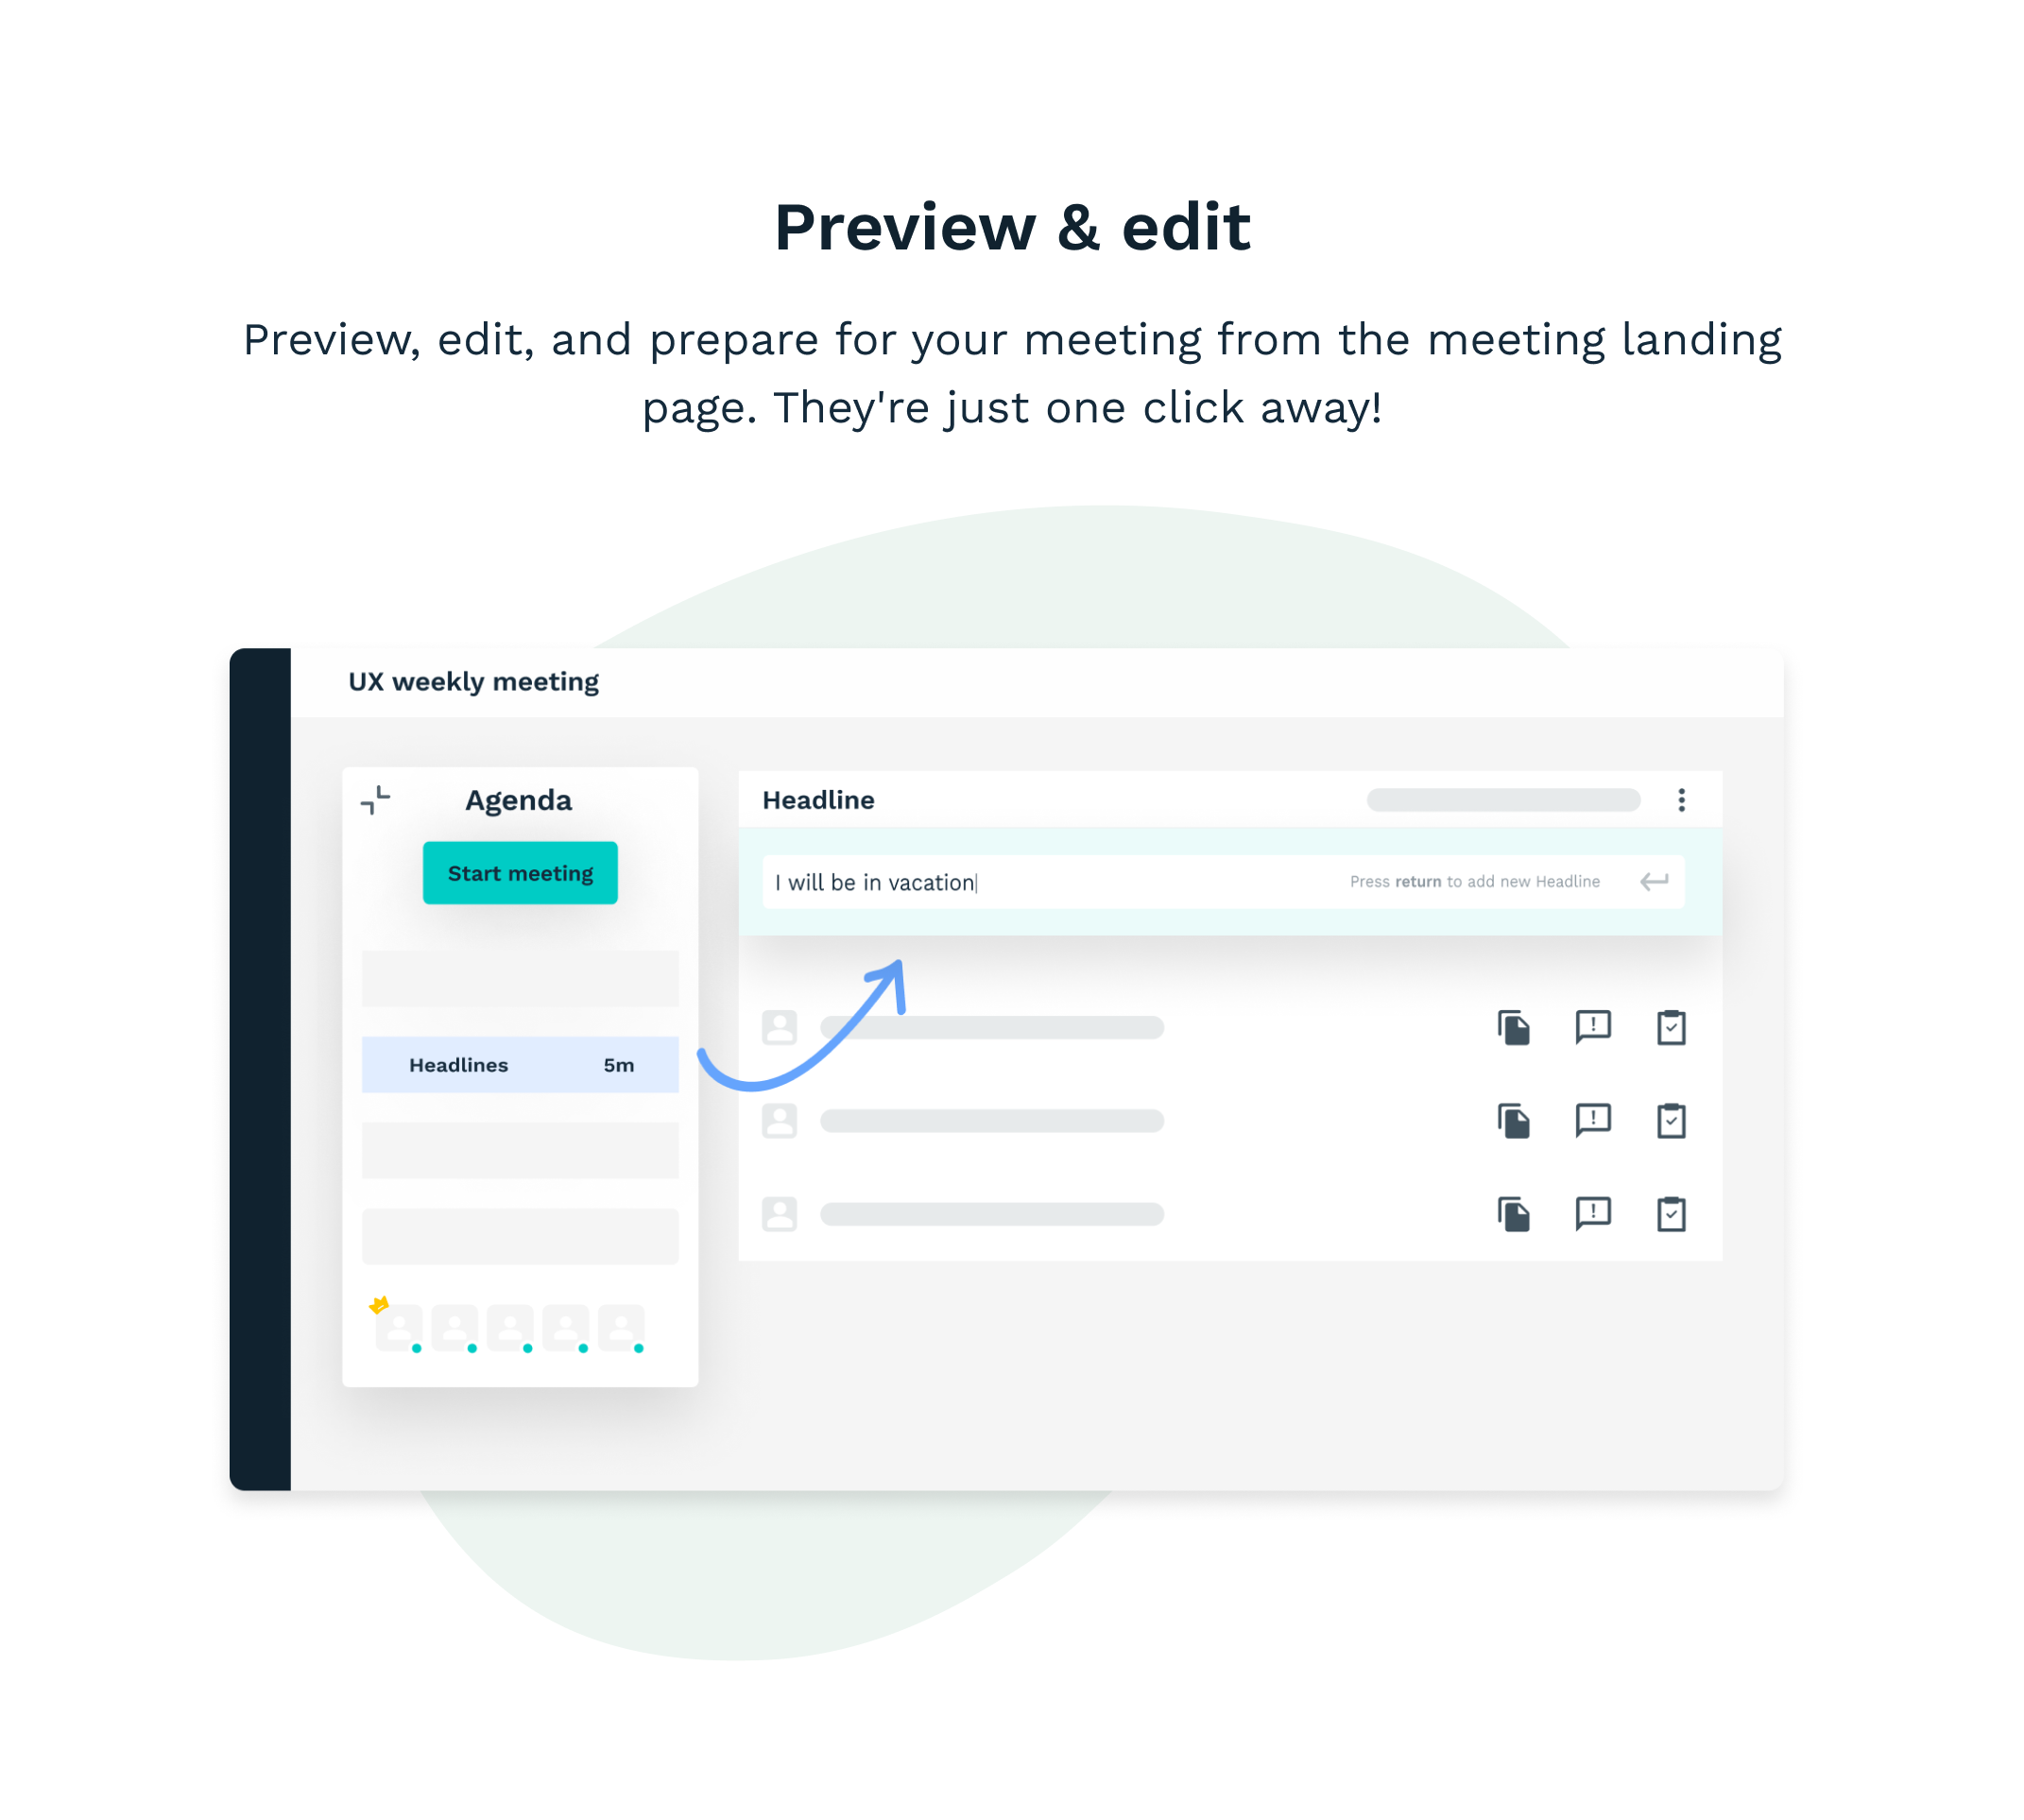 Preview & edit
Preview, edit, and prepare for your meeting from the meeting landing
page. They're just one click away!
UX weekly meeting
Agenda
Start meeting
Headlines 5m
Headline
I will be in vacation
Press return to add new Headline